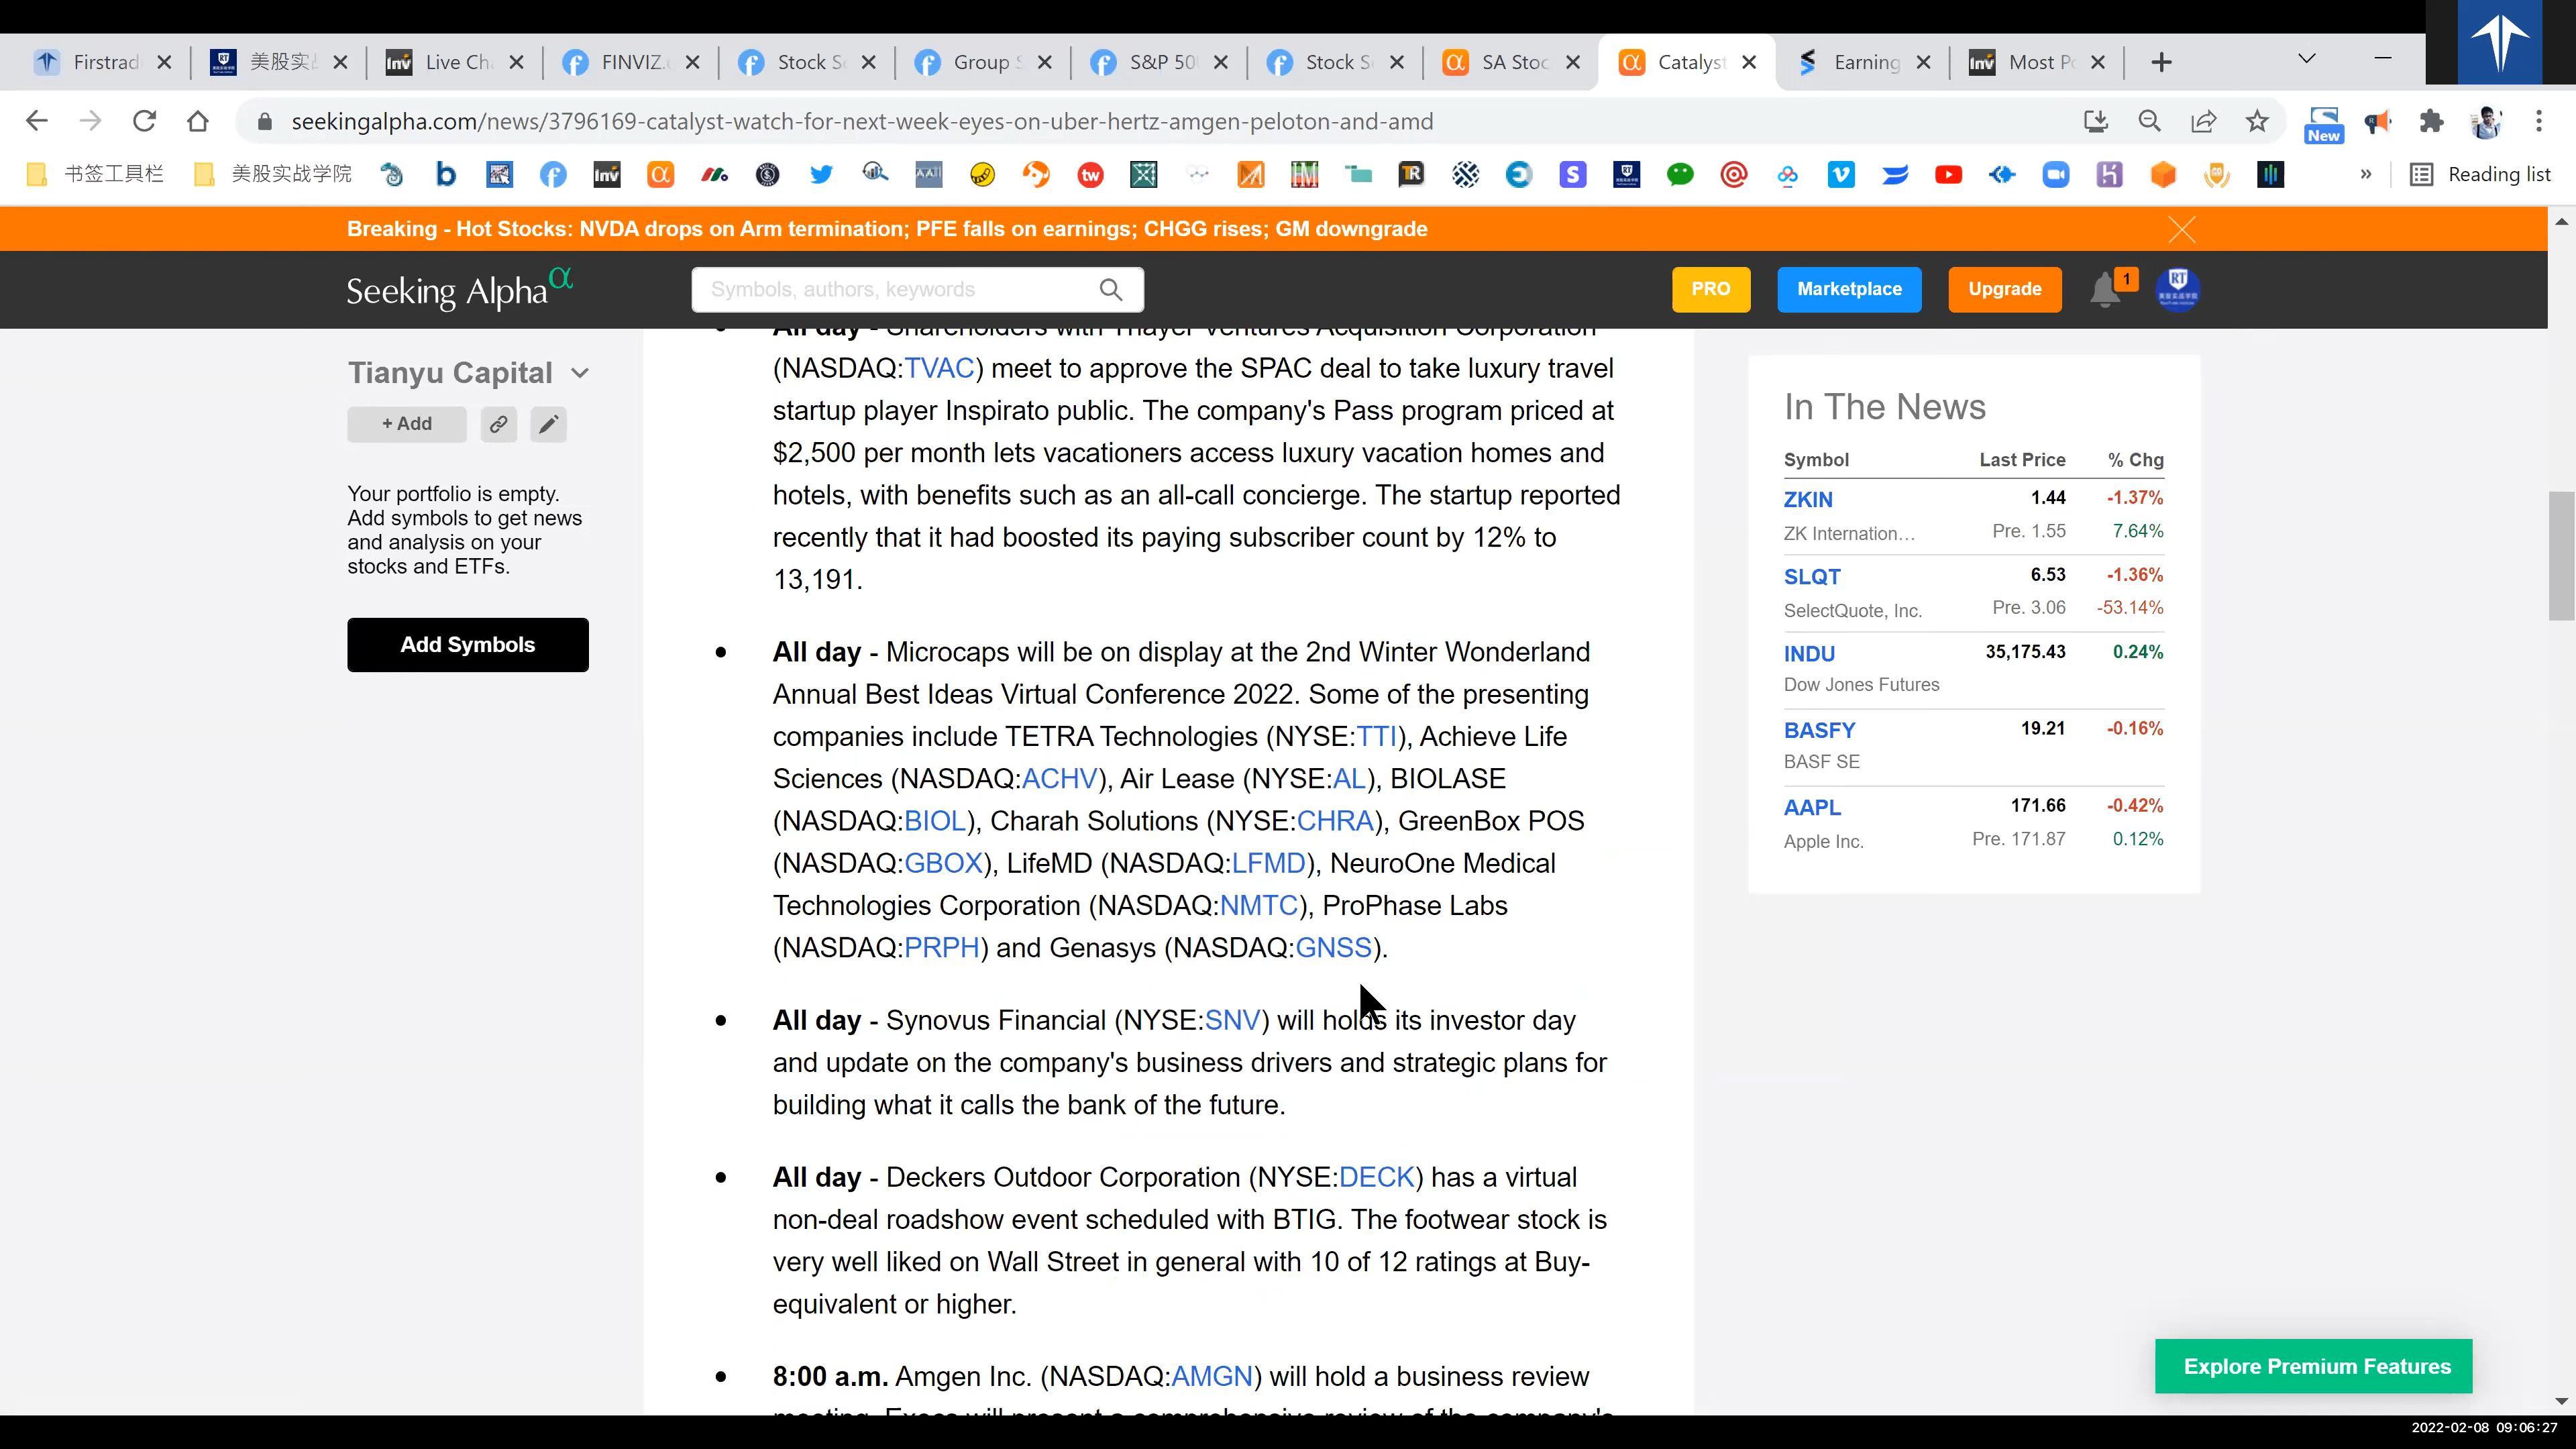 Firstrad
美股实
Live Ch
FINVIZ.
Stock S
Group
S&P 50
Stock S
SA Stoc
Catalyst
Earning
Most P
seekingalpha.com/news/3796169-catalyst-watch-for-next-week-eyes-on-uber-hertz-amgen-peloton-and-amd
New
书签工具栏
美股实战学院
Reading list
Breaking - Hot Stocks: NVDA drops on Arm termination; PFE falls on earnings; CHGG rises; GM downgrade
Seeking Alpha α
Symbols, authors, keywords
PRO
Marketplace
Upgrade
1
RT
Tianyu Capital
+ Add
Your portfolio is empty.
Add symbols to get news
and analysis on your
stocks and ETFs.
Add Symbols
All day - Shareholders with Thayer Ventures Acquisition Corporation
(NASDAQ:TVAC) meet to approve the SPAC deal to take luxury travel
startup player Inspirato public. The company's Pass program priced at
$2,500 per month lets vacationers access luxury vacation homes and
hotels, with benefits such as an all-call concierge. The startup reported
recently that it had boosted its paying subscriber count by 12% to
13,191.
All day - Microcaps will be on display at the 2nd Winter Wonderland
Annual Best Ideas Virtual Conference 2022. Some of the presenting
companies include TETRA Technologies (NYSE:TTI), Achieve Life
Sciences (NASDAQ:ACHV), Air Lease (NYSE:AL), BIOLASE
(NASDAQ:BIOL), Charah Solutions (NYSE:CHRA), GreenBox POS
(NASDAQ:GBOX), LifeMD (NASDAQ:LFMD), NeuroOne Medical
Technologies Corporation (NASDAQ:NMTC), ProPhase Labs
(NASDAQ:PRPH) and Genasys (NASDAQ:GNSS).
All day - Synovus Financial (NYSE:SNV) will holds its investor day
and update on the company's business drivers and strategic plans for
building what it calls the bank of the future.
All day - Deckers Outdoor Corporation (NYSE:DECK) has a virtual
non-deal roadshow event scheduled with BTIG. The footwear stock is
very well liked on Wall Street in general with 10 of 12 ratings at Buy-
equivalent or higher.
8:00 a.m. Amgen Inc. (NASDAQ:AMGN) will hold a business review
meeting. Execs will present a comprehensive review of the company's
In The News
Symbol Last Price % Chg
ZKIN 1.44 -1.37%
ZK Internation… Pre. 1.55 7.64%
SLQT 6.53 -1.36%
SelectQuote, Inc. Pre. 3.06 -53.14%
INDU 35,175.43 0.24%
Dow Jones Futures
BASFY 19.21 -0.16%
BASF SE
AAPL 171.66 -0.42%
Apple Inc. Pre. 171.87 0.12%
Explore Premium Features
2022-02-08 09:06:27